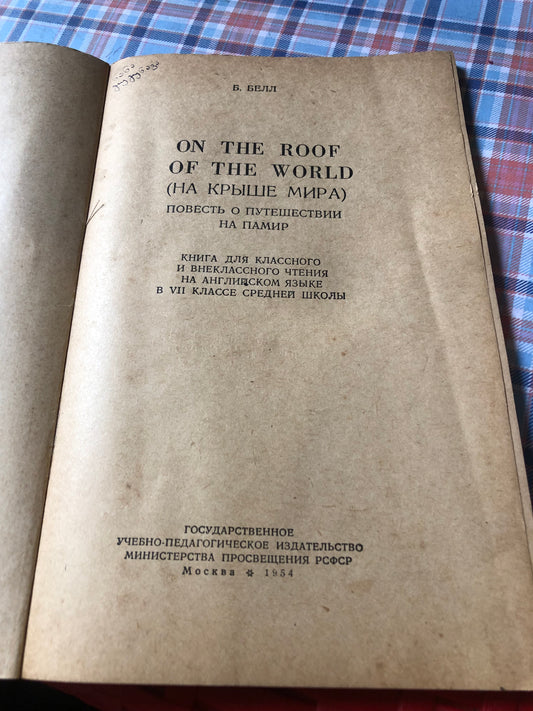 Б. БЕЛЛ
ON THE ROOF
OF THE WORLD
(НА КРЫШЕ МИРА)
ПОВЕСТЬ О ПУТЕШЕСТВИИ
НА ПАМИР
КНИГА ДЛЯ КЛАССНОГО
И ВНЕКЛАССНОГО ЧТЕНИЯ
НА АНГЛИЙСКОМ ЯЗЫКЕ
В VII КЛАССЕ СРЕДНЕЙ ШКОЛЫ
ГОСУДАРСТВЕННОЕ
УЧЕБНО-ПЕДАГОГИЧЕСКОЕ ИЗДАТЕЛЬСТВО
МИНИСТЕРСТВА ПРОСВЕЩЕНИЯ РСФСР
Москва * 1954